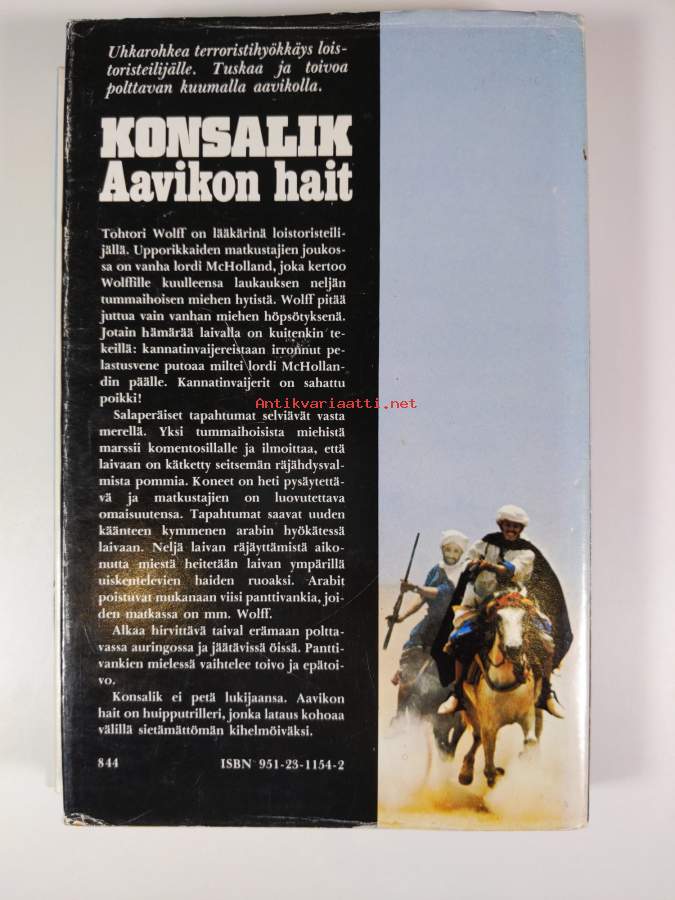 Uhkarohkea terroristihyökkäys lois-
toristeilijälle. Tuskaa ja toivoa
polttavan kuumalla aavikolla.
KONSALIK
Aavikon hait
Tohtori Wolff on lääkärinä loistoristeili-
jällä. Upporikkaiden matkustajien joukos-
sa on vanha lordi McHolland, joka kertoo
Wolffille kuulleensa laukauksen neljän
tummaihoisen miehen hytistä. Wolff pitää
juttua vain vanhan miehen höpsötyksenä.
Jotain hämärää laivalla on kuitenkin te-
keillä: kannatinvaijereistaan irronnut pe-
lastusvene putoaa miltei lordi McHollan-
din päälle. Kannatinvaijerit on sahattu
poikki!
Antikvariaatti.net
Salaperäiset tapahtumat selviävät vasta
merellä. Yksi tummaihoisista miehistä
marssii komentosillalle ja ilmoittaa, että
laivaan on kätketty seitsemän räjähdysval-
mista pommia. Koneet on heti pysäytettä-
vä ja matkustajien on luovutettava
omaisuutensa. Tapahtumat saavat uuden
käänteen kymmenen arabin hyökätessä
laivaan. Neljä laivan räjäyttämistä aiko-
nutta miestä heitetään laivan ympärillä
uiskentelevien haiden ruoaksi. Arabit
poistuvat mukanaan viisi panttivankia, joi-
den matkassa on mm. Wolff.
Alkaa hirvittävä taival erämaan poltta-
vassa auringossa ja jäätävissä öissä. Pantti-
vankien mielessä vaihtelee toivo ja epätoi-
vo.
Konsalik ei petä lukijaansa. Aavikon
hait on huipputrilleri, jonka lataus kohoaa
välillä sietämättömän kihelmöiväksi.
844 ISBN 951-23-1154-2